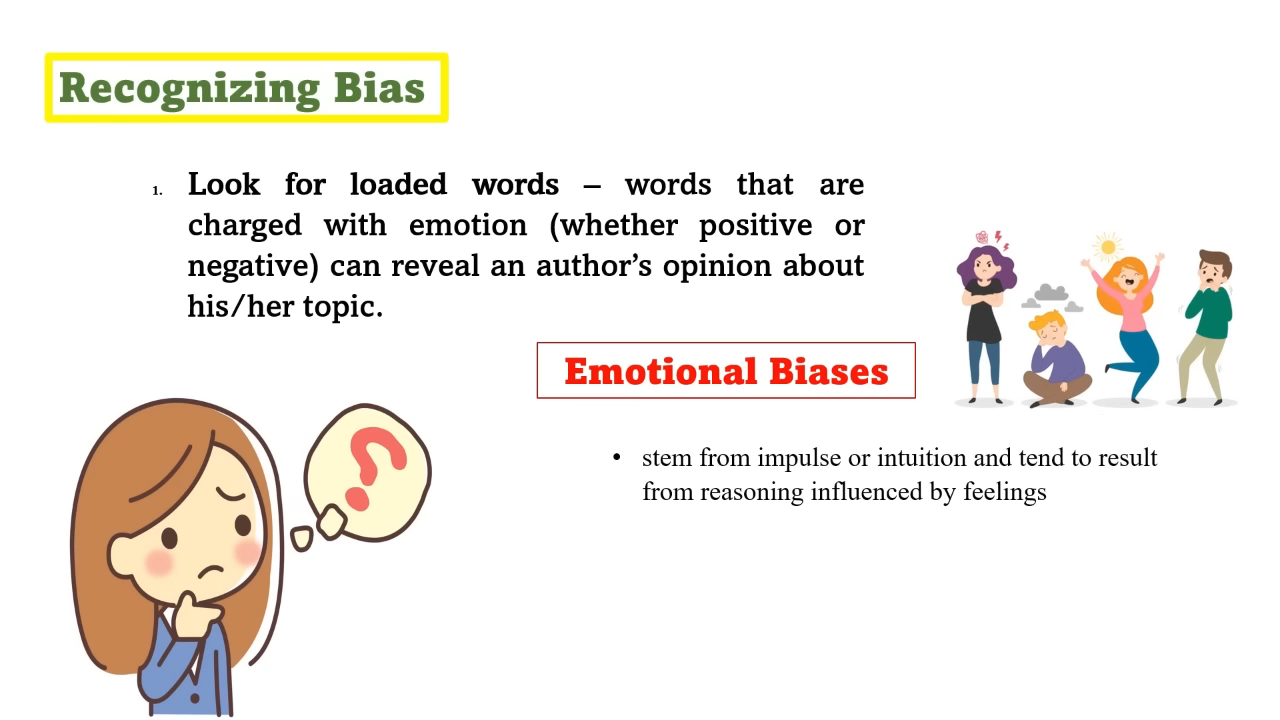 Recognizing Bias
1. Look for loaded words – words that are
charged with emotion (whether positive or
negative) can reveal an author’s opinion about
his/her topic.
Emotional Biases
• stem from impulse or intuition and tend to result
from reasoning influenced by feelings